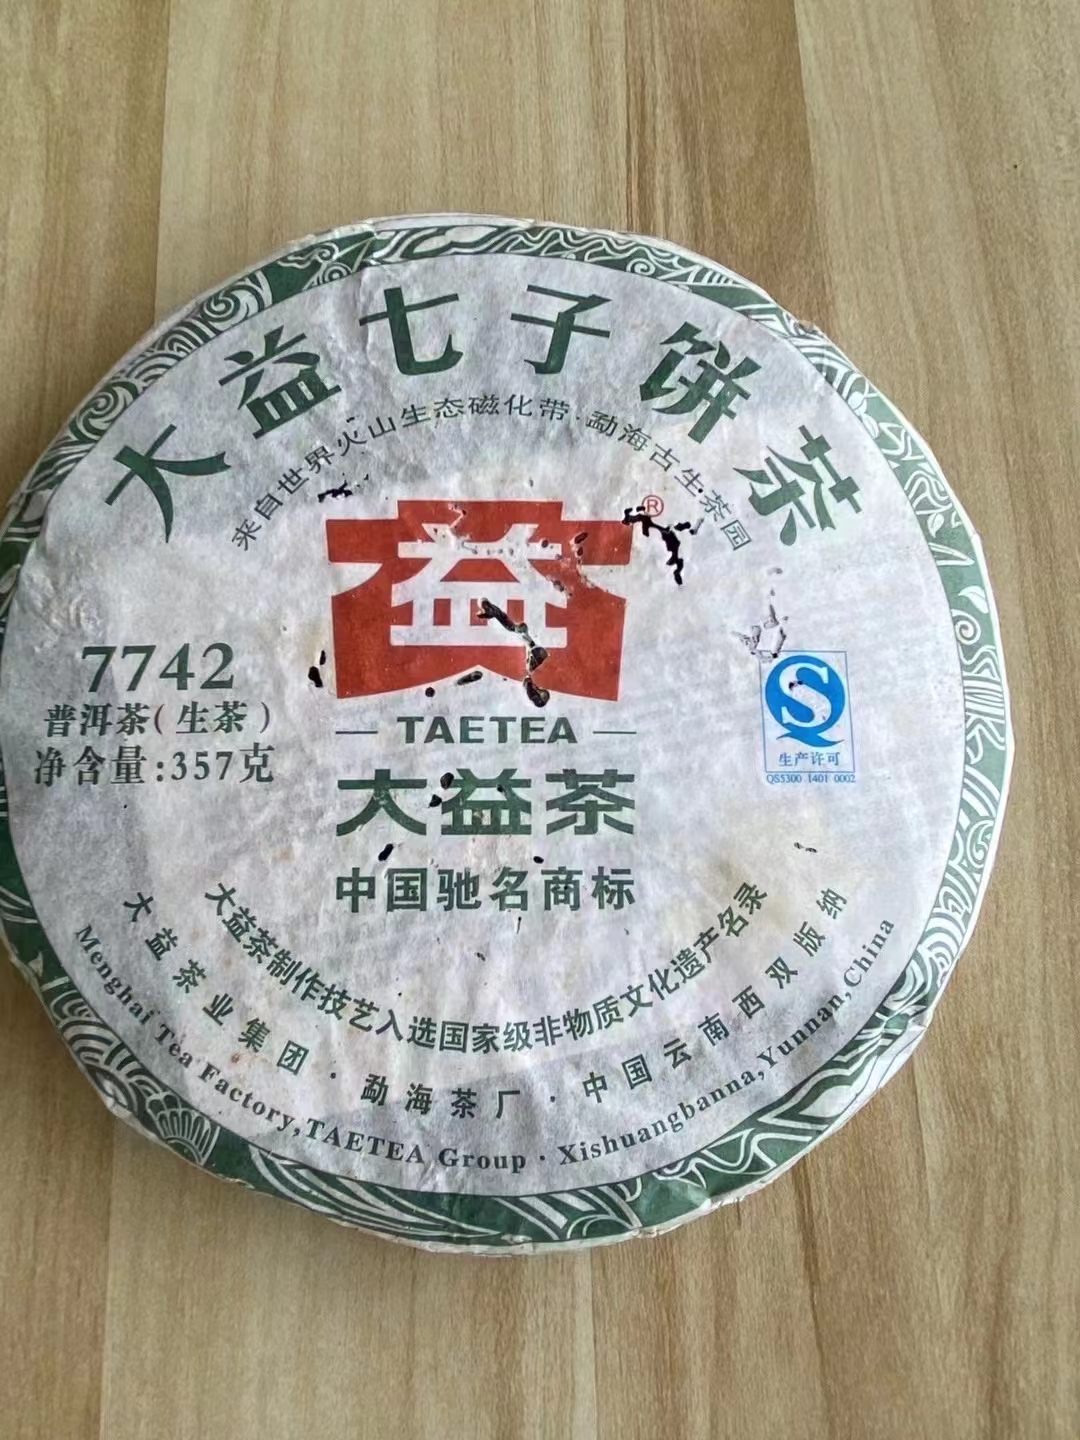 大益七子饼茶
来自世界火山生态磁化带·勐海古生茶园
益
®
7742
普洱茶(生茶)
净含量:357克
— TAETEA —
大益茶
中国驰名商标
生产许可
QS5300 1401 0002
大益茶制作技艺入选国家级非物质文化遗产名录
大益茶业集团·勐海茶厂·中国云南西双版纳
Menghai Tea Factory,TAETEA Group · Xishuangbanna,Yunnan,China